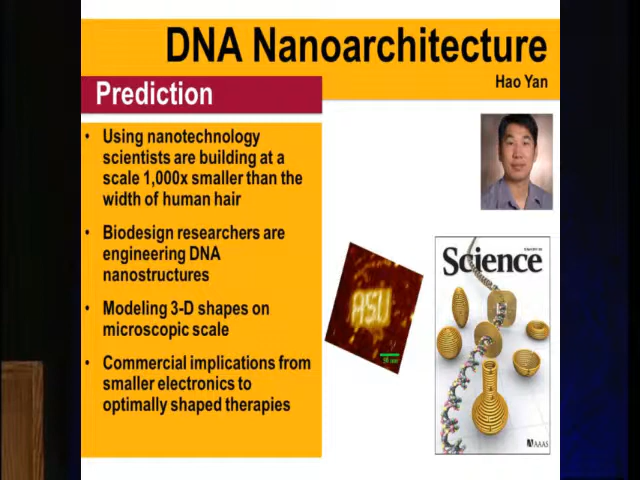 DNA Nanoarchitecture
Hao Yan
Prediction
• Using nanotechnology
scientists are building at a
scale 1,000x smaller than the
width of human hair
• Biodesign researchers are
engineering DNA
nanostructures
• Modeling 3-D shapes on
microscopic scale
• Commercial implications from
smaller electronics to
optimally shaped therapies
ASU
Science
AAAS